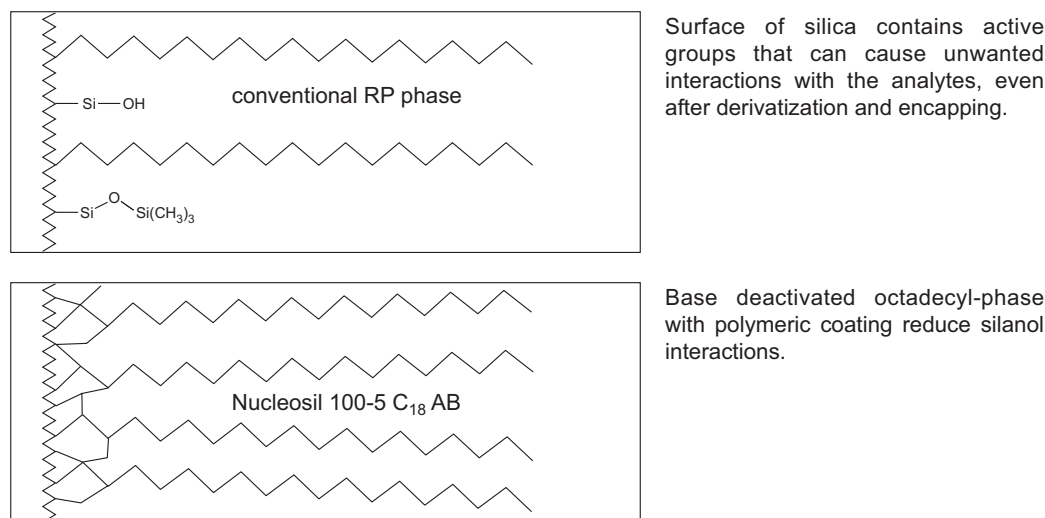 Surface of silica contains active
groups that can cause unwanted
interactions with the analytes, even
after derivatization and encapping.
conventional RP phase
Si—OH
Si O Si(CH₃)₃
Base deactivated octadecyl-phase
with polymeric coating reduce silanol
interactions.
Nucleosil 100-5 C₁₈ AB